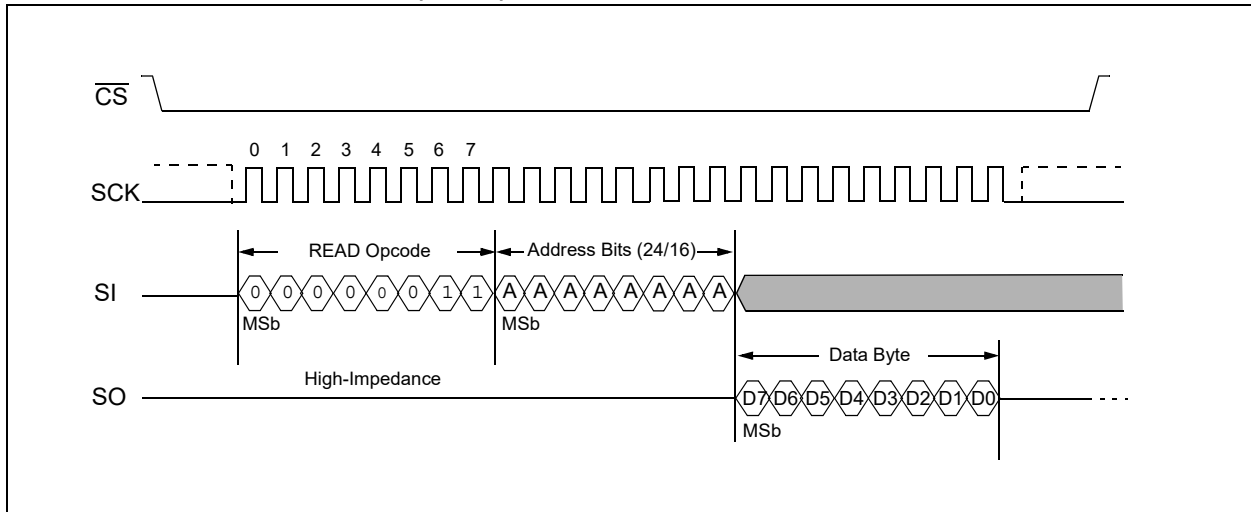 CS
0 1 2 3 4 5 6 7
SCK
READ Opcode Address Bits (24/16)
SI 0 0 0 0 0 0 1 1 A A A A A A A A
MSb MSb
Data Byte
High-Impedance
SO D7 D6 D5 D4 D3 D2 D1 D0
MSb